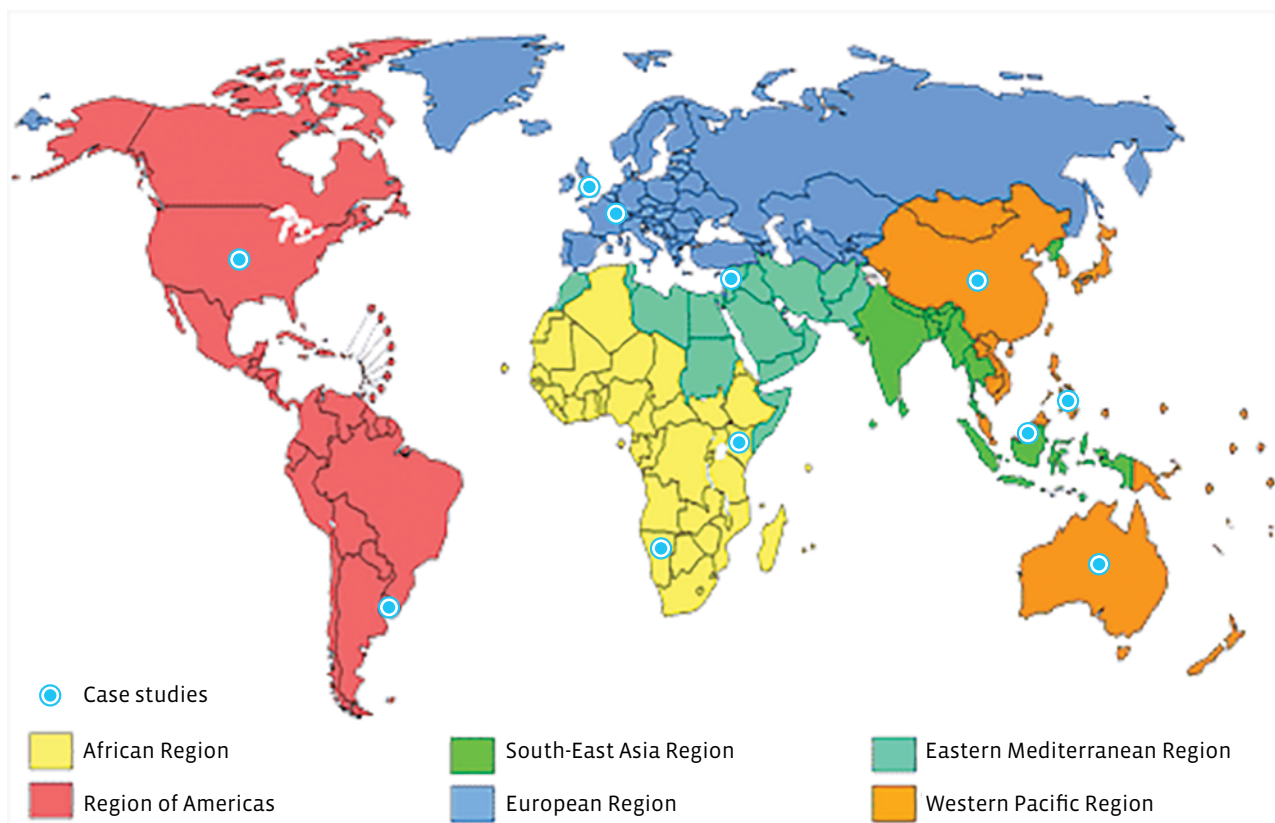 Case studies
African Region
South-East Asia Region
Eastern Mediterranean Region
Region of Americas
European Region
Western Pacific Region